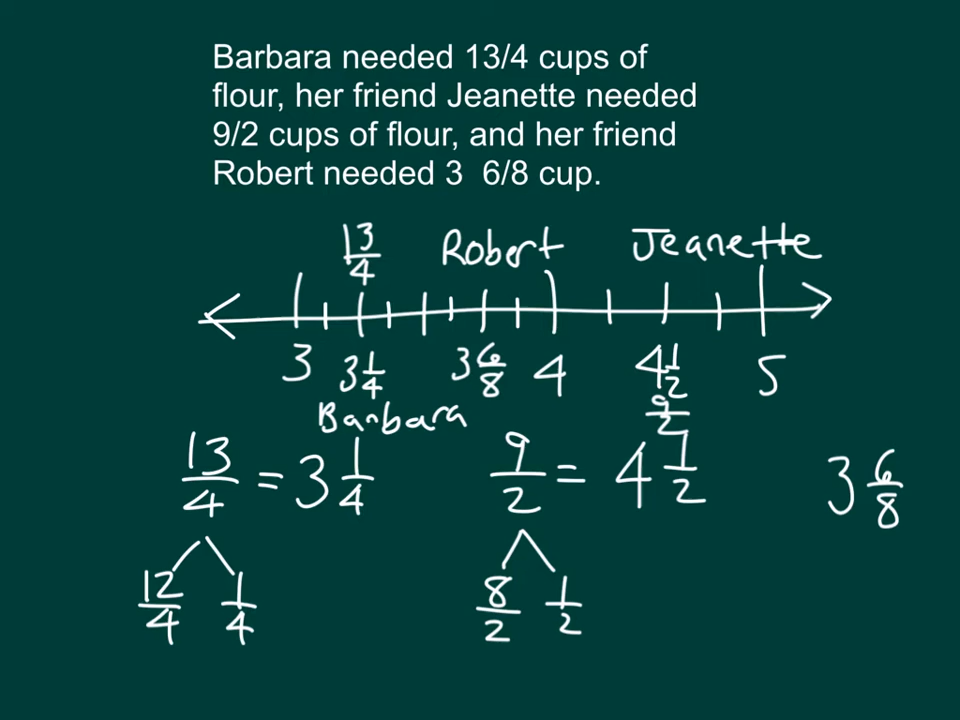 Barbara needed 13/4 cups of
flour, her friend Jeanette needed
9/2 cups of flour, and her friend
Robert needed 3  6/8 cup.
13/4 Robert Jeanette
3 3 1/4 3 6/8 4 4 1/2 5
Barbara 9/2
13/4 = 3 1/4 9/2 = 4 1/2 3 6/8
12/4 1/4 8/2 1/2